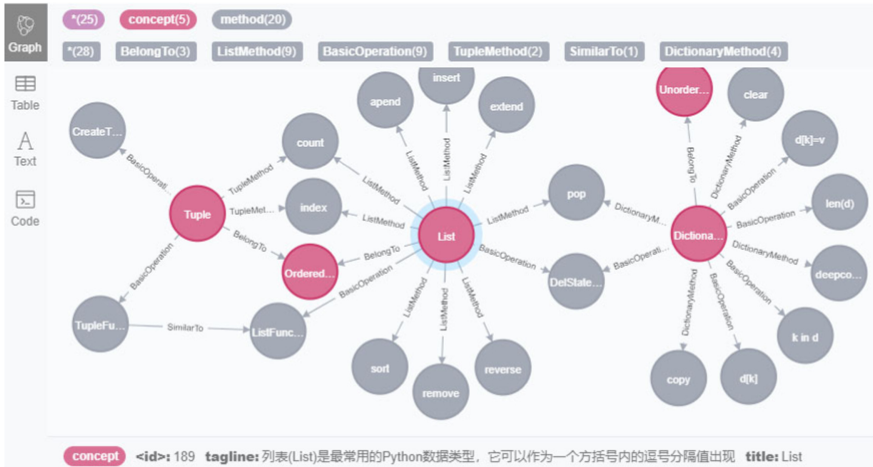 *(25) concept(5) method(20)
*(28) BelongTo(3) ListMethod(9) BasicOperation(9) TupleMethod(2) SimilarTo(1) DictionaryMethod(4)
Graph
Table
Text
Code
insert
apend
extend
Unorder...
clear
CreateT...
count
d[k]=v
BasicOperati...
TupleMethod
ListMethod
ListMethod
ListMethod
ListMethod
BelongTo
DictionaryMethod
BasicOperation
Tuple
TupleMet...
index
ListMethod
List
ListMethod
pop
DictionaryM...
Dictiona...
BasicOperation
len(d)
BelongTo
Ordered...
BelongTo
BasicOperation
BasicOperation
DelState...
BasicOperati...
DictionaryMethod
deepco...
BasicOperation
TupleFu...
SimilarTo
ListFunc...
ListMethod
ListMethod
ListMethod
DictionaryMethod
BasicOperation
BasicOperation
k in d
sort
remove
reverse
copy
d[k]
concept <id>: 189 tagline: 列表(List)是最常用的Python数据类型，它可以作为一个方括号内的逗号分隔值出现 title: List